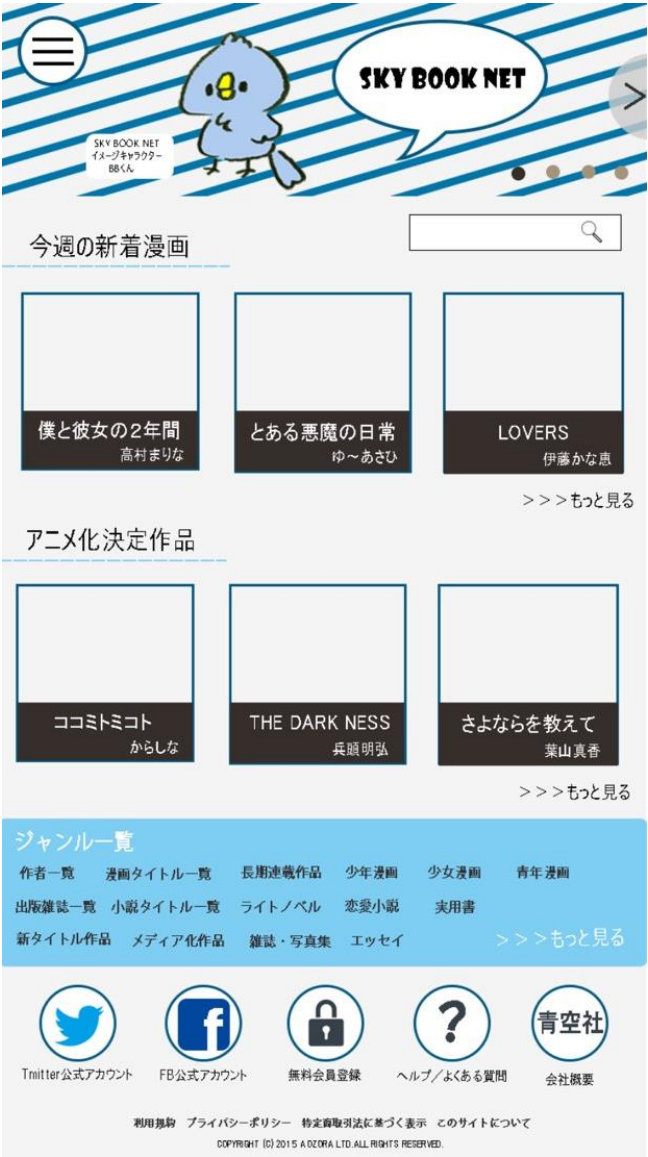 SKY BOOK NET
SKY BOOK NET
イメージキャラクター
BBくん
>
今週の新着漫画
僕と彼女の2年間
高村まりな
とある悪魔の日常
ゆ～あさひ
LOVERS
伊藤かな恵
＞＞＞もっと見る
アニメ化決定作品
ココミトミコト
からしな
THE DARK NESS
兵頭明弘
さよならを教えて
葉山真香
＞＞＞もっと見る
ジャンル一覧
作者一覧 漫画タイトル一覧 長期連載作品 少年漫画 少女漫画 青年漫画
出版雑誌一覧 小説タイトル一覧 ライトノベル 恋愛小説 実用書
新タイトル作品 メディア化作品 雑誌・写真集 エッセイ
＞＞＞もっと見る
f
?
青空社
Tmitter公式アカウント FB公式アカウント 無料会員登録 ヘルプ／よくある質問 会社概要
利用規約 プライバシーポリシー 特定商取引法に基づく表示 このサイトについて
COPYRIGHT (C) 2015 AOZORA LTD.ALL RIGHTS RESERVED.